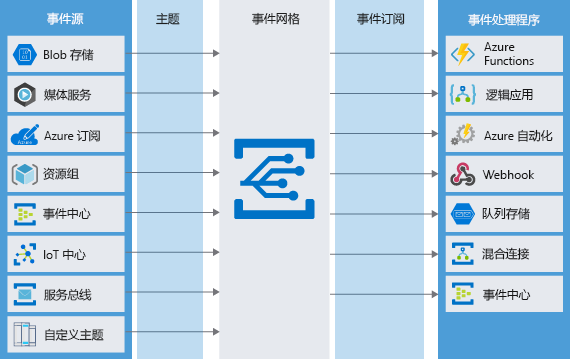 事件源
主题
事件网格
事件订阅
事件处理程序
Blob 存储
媒体服务
Azure 订阅
资源组
事件中心
IoT 中心
服务总线
自定义主题
Azure
Functions
逻辑应用
Azure 自动化
Webhook
队列存储
混合连接
事件中心